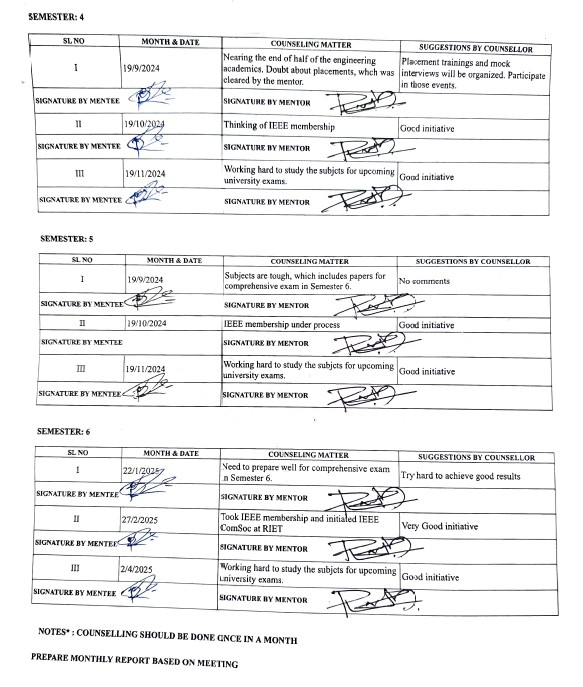 SEMESTER: 4
SL NO MONTH & DATE COUNSELING MATTER SUGGESTIONS BY COUNSELLOR
I 19/9/2024 Nearing the end of half of the engineering academics. Doubt about placements, whch was cleared by the mentor. Placement trainings and mock interviews will be organized. Participate in those events.
SIGNATURE BY MENTEE SIGNATURE BY MENTOR
II 19/10/2024 Thinking of IEEE membership Good initiative
SIGNATURE BY MENTEE SIGNATURE BY MENTOR
III 19/11/2024 Working hard to study the subjcts for upcoming university exams. Good initiative
SIGNATURE BY MENTEE SIGNATURE BY MENTOR
SEMESTER: 5
SL NO MONTH & DATE COUNSELING MATTER SUGGESTIONS BY COUNSELLOR
I 19/9/2024 Subjects are tough, which includes papers for comprehensive exam in Semester 6. No comments
SIGNATURE BY MENTEE SIGNATURE BY MENTOR
II 19/10/2024 IEEE membership under process Good initiative
SIGNATURE BY MENTEE SIGNATURE BY MENTOR
III 19/11/2024 Working hard to study the subjcts for upcoming university exams. Good initiative
SIGNATURE BY MENTEE SIGNATURE BY MENTOR
SEMESTER: 6
SL NO MONTH & DATE COUNSELING MATTER SUGGESTIONS BY COUNSELLOR
I 22/1/2025 Need to prepare well for comprehensive exam in Semester 6. Try hard to achieve good results
SIGNATURE BY MENTEE SIGNATURE BY MENTOR
II 27/2/2025 Took IEEE membership and initiated IEEE ComSoc at RIET Very Good initiative
SIGNATURE BY MENTEE SIGNATURE BY MENTOR
III 2/4/2025 Working hard to study the subjcts for upcoming university exams. Good initiative
SIGNATURE BY MENTEE SIGNATURE BY MENTOR
NOTES* : COUNSELLING SHOULD BE DONE ONCE IN A MONTH
PREPARE MONTHLY REPORT BASED ON MEETING